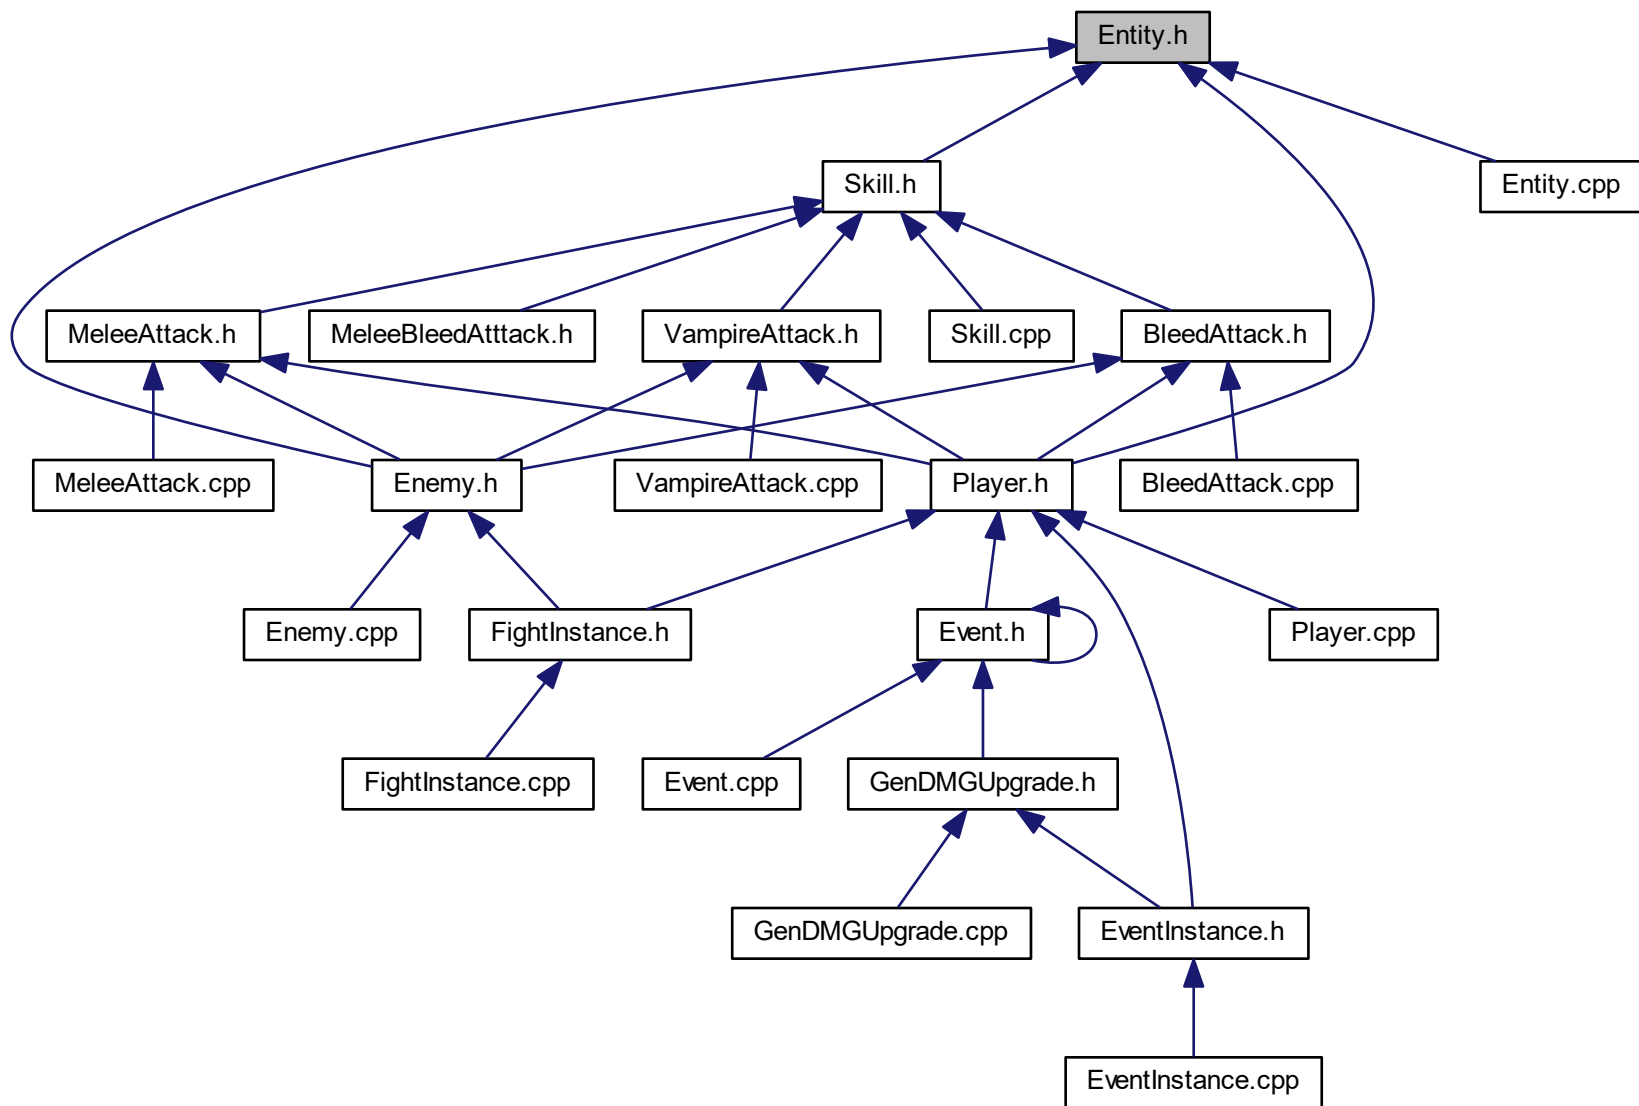 Entity.h
Skill.h
Entity.cpp
MeleeAttack.h
MeleeBleedAtttack.h
VampireAttack.h
Skill.cpp
BleedAttack.h
MeleeAttack.cpp
Enemy.h
VampireAttack.cpp
Player.h
BleedAttack.cpp
Enemy.cpp
FightInstance.h
Event.h
Player.cpp
FightInstance.cpp
Event.cpp
GenDMGUpgrade.h
GenDMGUpgrade.cpp
EventInstance.h
EventInstance.cpp